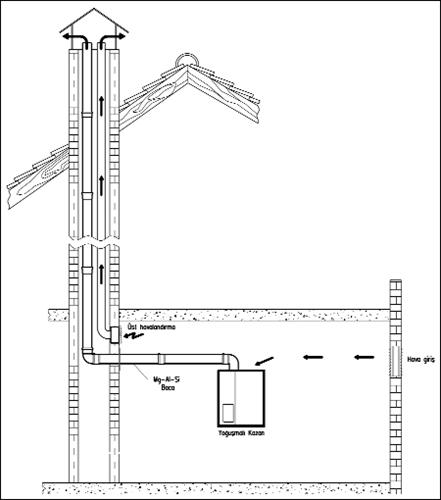 Üst havalandırma
Hava giriş
Mg-Al-Si
Baca
Yoğuşmalı Kazan